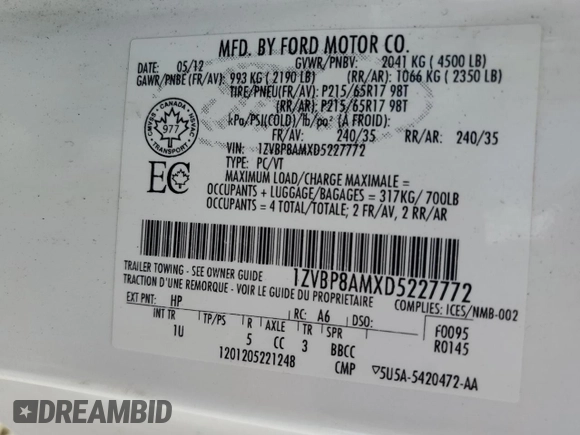 MFD. BY FORD MOTOR CO.
DATE: 05/12 GVWR/PNBV: 2041 KG ( 4500 LB)
GAWR/PNBE (FR/AV): 993 KG ( 2190 LB) (RR/AR): 1066 KG ( 2350 LB)
TIRE/PNEU(FR/AV): P215/65R17 98T
(RR/AR): P215/65R17 98T
kPa/PSI(COLD)/lb/po² (À FROID):
FR/AV: 240/35 RR/AR: 240/35
CANADA
CMVSS NSVAC
977
TRANSPORT
VIN: 1ZVBP8AMXD5227772
TYPE: PC/VT
EC
MAXIMUM LOAD/CHARGE MAXIMALE =
OCCUPANTS + LUGGAGE/BAGAGES = 317KG/ 700LB
OCCUPANTS = 4 TOTAL/TOTALE; 2 FR/AV, 2 RR/AR
1ZVBP8AMXD5227772
TRAILER TOWING - SEE OWNER GUIDE
TRACTION D'UNE REMORQUE - VOIR LE GUIDE DU PROPRIETAIRE
COMPLIES: ICES/NMB-002
EXT PNT: HP RC: A6 DSO: F0095
INT TR TP/PS R AXLE TR SPR R0145
1U 5 CC 3 BBCC
1201205221248 CMP ▽5U5A-5420472-AA
DREAMBID